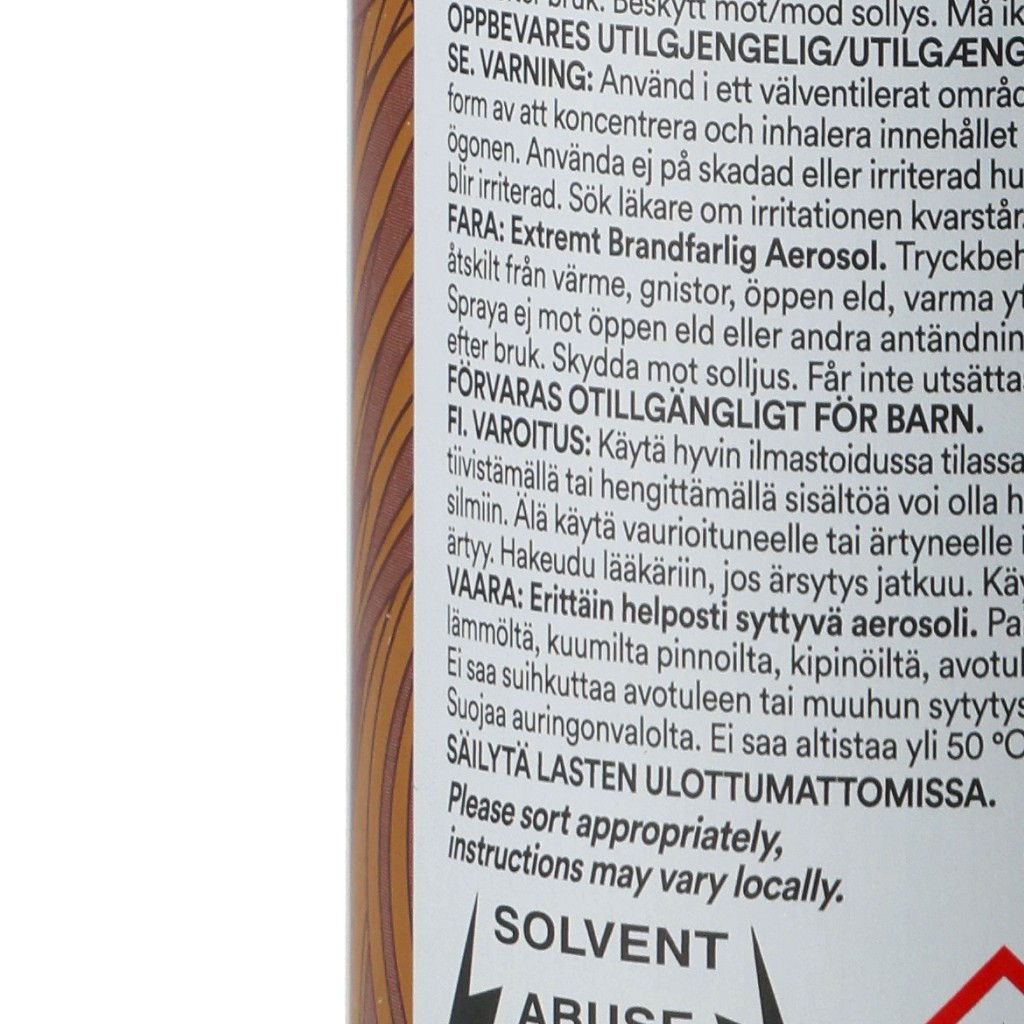 bruk. Beskytt mot/mod sollys. Må
OPPBEVARES UTILGJENGELIG/UTILGÆNG
SE. VARNING: Använd i ett välventilerat områd
form av att koncentrera och inhalera innehållet
ögonen. Använda ej på skadad eller irriterad hu
blir irriterad. Sök läkare om irritationen kvarstår.
FARA: Extremt Brandfarlig Aerosol. Tryckbeh
åtskilt från värme, gnistor, öppen eld, varma yt
Spraya ej mot öppen eld eller andra antändnin
efter bruk. Skydda mot solljus. Får inte utsätta
FÖRVARAS OTILLGÄNGLIGT FÖR BARN.
FI. VAROITUS: Käytä hyvin ilmastoidussa tilassa
tiivistämällä tai hengittämällä sisältöä voi olla h
silmiin. Älä käytä vaurioituneelle tai ärtyneelle i
ärtyy. Hakeudu lääkäriin, jos ärsytys jatkuu. Käy
VAARA: Erittäin helposti syttyvä aerosoli. Pa
lämmöltä, kuumilta pinnoilta, kipinöiltä, avotul
Ei saa suihkuttaa avotuleen tai muuhun sytytys
Suojaa auringonvalolta. Ei saa altistaa yli 50 °C
SÄILYTÄ LASTEN ULOTTUMATTOMISSA.
Please sort appropriately,
instructions may vary locally.
SOLVENT
ABUSE